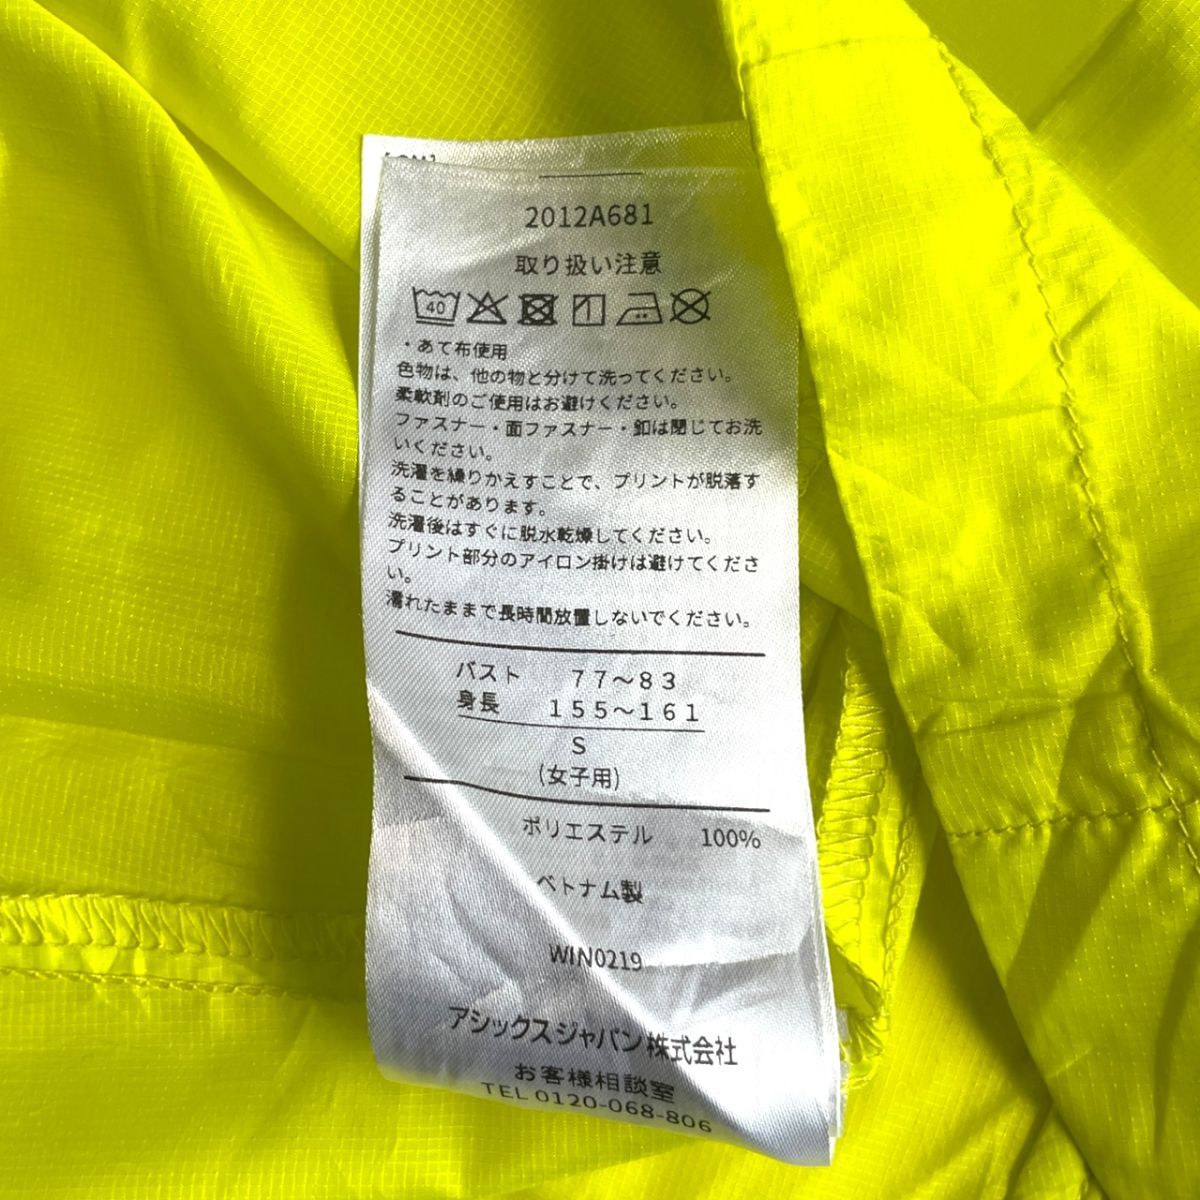 2012A681
取り扱い注意
40
・あて布使用
色物は、他の物と分けて洗ってください。
柔軟剤のご使用はお避けください。
ファスナー・面ファスナー・釦は閉じてお洗
いください。
洗濯を繰りかえすことで、プリントが脱落す
ることがあります。
洗濯後はすぐに脱水乾燥してください。
プリント部分のアイロン掛けは避けてくださ
い。
濡れたままで長時間放置しないでください。
バスト 77～83
身長 155～161
S
(女子用)
ポリエステル 100%
ベトナム製
WIN0219
アシックスジャパン株式会社
お客様相談室
TEL 0120-068-806